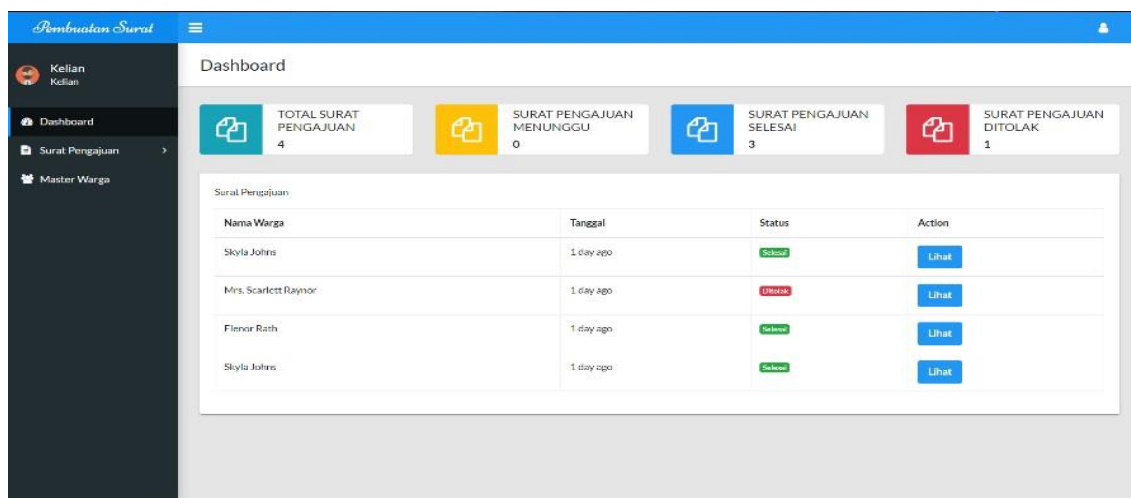 Pembuatan Surat
Kelian
Kelian
Dashboard
Surat Pengajuan
Master Warga
Dashboard
TOTAL SURAT
PENGAJUAN
4
SURAT PENGAJUAN
MENUNGGU
0
SURAT PENGAJUAN
SELESAI
3
SURAT PENGAJUAN
DITOLAK
1
Surat Pengajuan
Nama Warga Tanggal Status Action
Skyla Johns 1 day ago Selesai Lihat
Mrs. Scarlett Raynor 1 day ago Ditolak Lihat
Elenor Rath 1 day ago Selesai Lihat
Skyla Johns 1 day ago Selesai Lihat